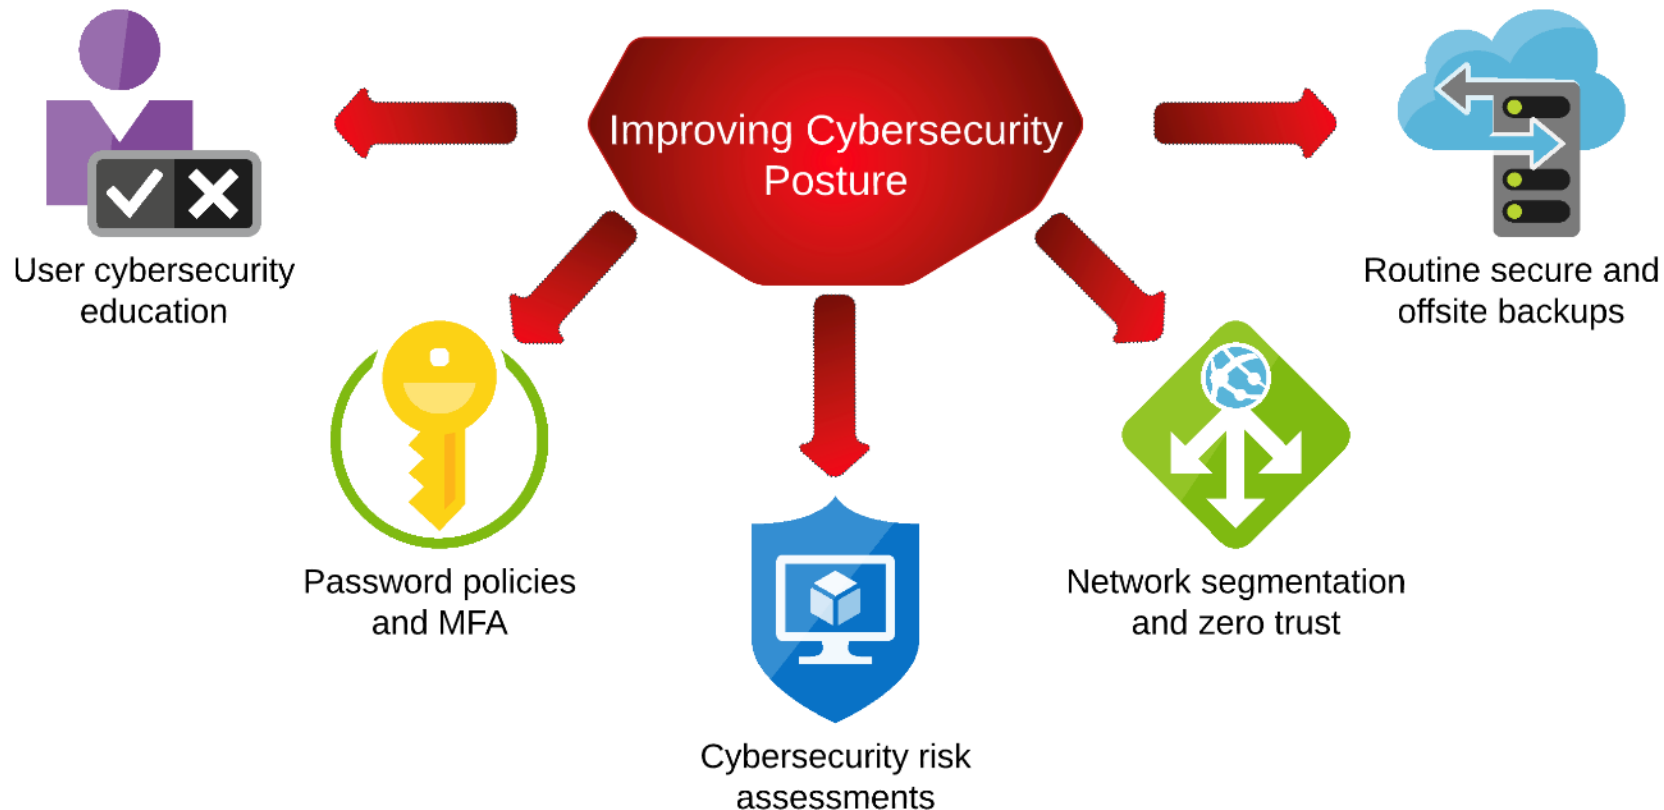 Improving Cybersecurity
Posture
User cybersecurity
education
Password policies
and MFA
Cybersecurity risk
assessments
Network segmentation
and zero trust
Routine secure and
offsite backups